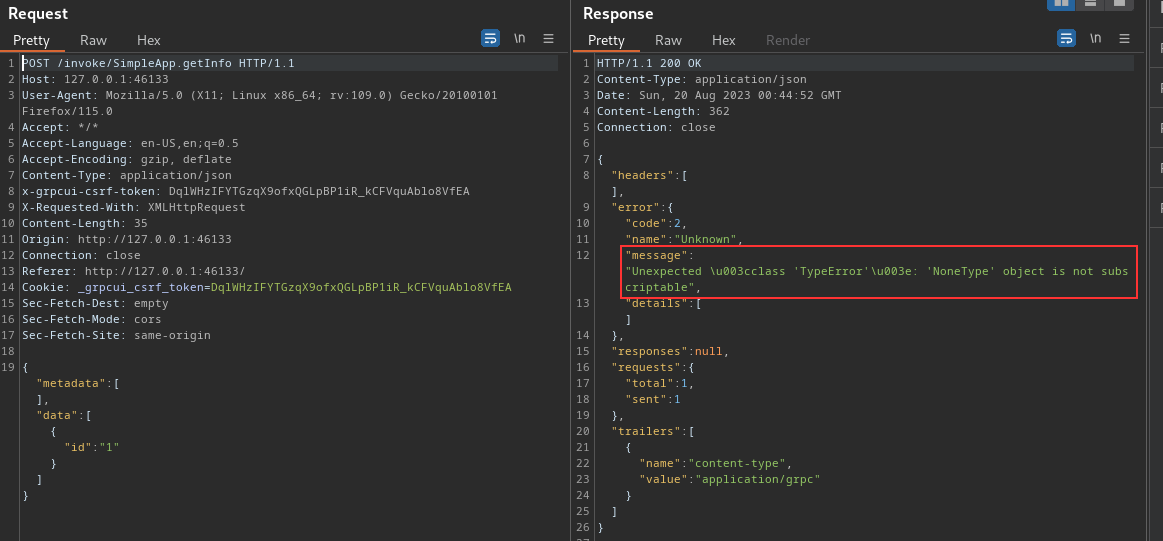 Request
Pretty Raw Hex \n
1 POST /invoke/SimpleApp.getInfo HTTP/1.1
2 Host: 127.0.0.1:46133
3 User-Agent: Mozilla/5.0 (X11; Linux x86_64; rv:109.0) Gecko/20100101
Firefox/115.0
4 Accept: */*
5 Accept-Language: en-US,en;q=0.5
6 Accept-Encoding: gzip, deflate
7 Content-Type: application/json
8 x-grpcui-csrf-token: DqlWHzIFYTGzqX9ofxQGLpBP1iR_kCFVquAblo8VfEA
9 X-Requested-With: XMLHttpRequest
10 Content-Length: 35
11 Origin: http://127.0.0.1:46133
12 Connection: close
13 Referer: http://127.0.0.1:46133/
14 Cookie: _grpcui_csrf_token=DqlWHzIFYTGzqX9ofxQGLpBP1iR_kCFVquAblo8VfEA
15 Sec-Fetch-Dest: empty
16 Sec-Fetch-Mode: cors
17 Sec-Fetch-Site: same-origin
18
19 {
"metadata":[
],
"data":[
{
"id":"1"
}
]
}
Response
Pretty Raw Hex Render \n
1 HTTP/1.1 200 OK
2 Content-Type: application/json
3 Date: Sun, 20 Aug 2023 00:44:52 GMT
4 Content-Length: 362
5 Connection: close
6
7 {
8 "headers":[
],
9 "error":{
10 "code":2,
11 "name":"Unknown",
12 "message":
"Unexpected \u003cclass 'TypeError'\u003e: 'NoneType' object is not subs
criptable",
13 "details":[
]
14 },
15 "responses":null,
16 "requests":{
17 "total":1,
18 "sent":1
19 },
20 "trailers":[
21 {
22 "name":"content-type",
23 "value":"application/grpc"
24 }
25 ]
26 }